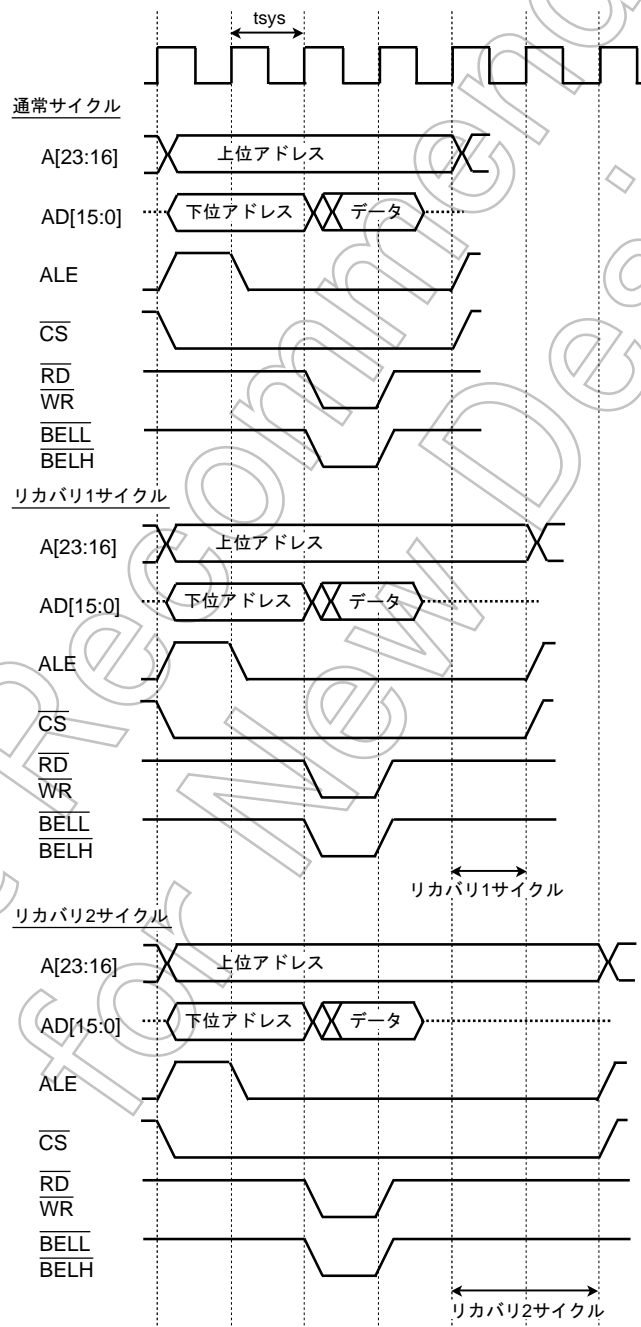 tsys
通常サイクル
A[23:16]
上位アドレス
AD[15:0]
下位アドレス
データ
ALE
CS
RD
WR
BELL
BELH
リカバリ1サイクル
A[23:16]
上位アドレス
AD[15:0]
下位アドレス
データ
ALE
CS
RD
WR
BELL
BELH
リカバリ1サイクル
リカバリ2サイクル
A[23:16]
上位アドレス
AD[15:0]
下位アドレス
データ
ALE
CS
RD
WR
BELL
BELH
リカバリ2サイクル
for New Des